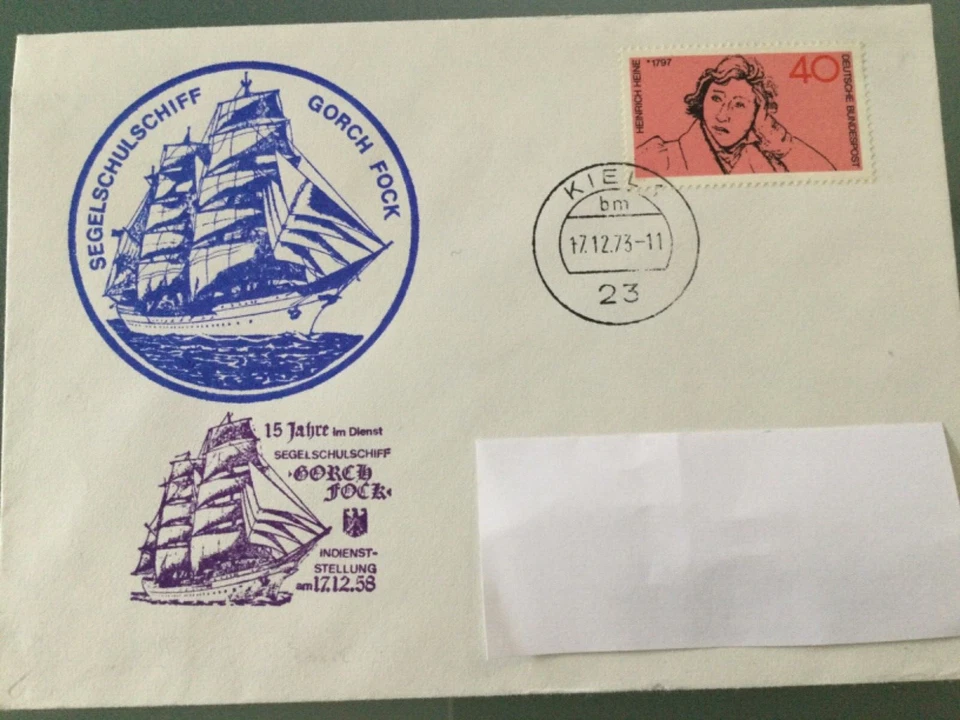 SEGELSCHULSCHIFF GORCH FOCK
HEINRICH HEINE *1797
40
DEUTSCHE BUNDESPOST
KIEL
bm
17.12.73-11
23
15 Jahre im Dienst
SEGELSCHULSCHIFF
›GORCH
FOCK‹
INDIENST-
STELLUNG
am 17.12.58